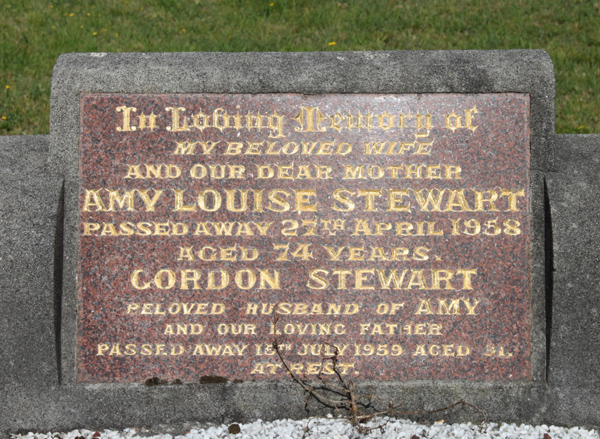 In Loving Memory of
MY BELOVED WIFE
AND OUR DEAR MOTHER
AMY LOUISE STEWART
PASSED AWAY 27TH APRIL 1958
AGED 74 YEARS.
GORDON STEWART
BELOVED HUSBAND OF AMY
AND OUR LOVING FATHER
PASSED AWAY JULY 1959 AGED
AT REST.